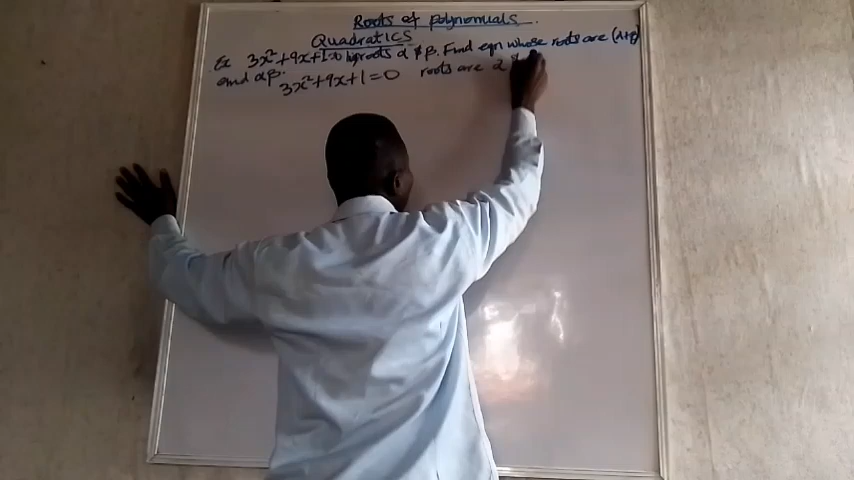 Roots of Polynomials.
Quadratics
Ex 3x²+9x+1=0 has roots α & β. Find eqn whose roots are (α+β)
and αβ.
3x²+9x+1=0 roots are α &